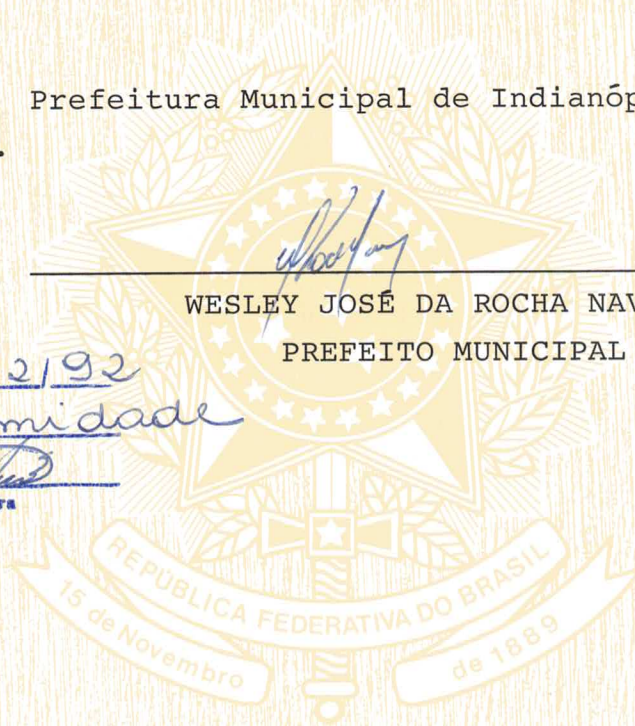 Prefeitura Municipal de Indianóp
.
WESLEY JOSÉ DA ROCHA NAV
PREFEITO MUNICIPAL
2/92
midade
ra
REPÚBLICA FEDERATIVA DO BRASIL
15 de Novembro de 1889